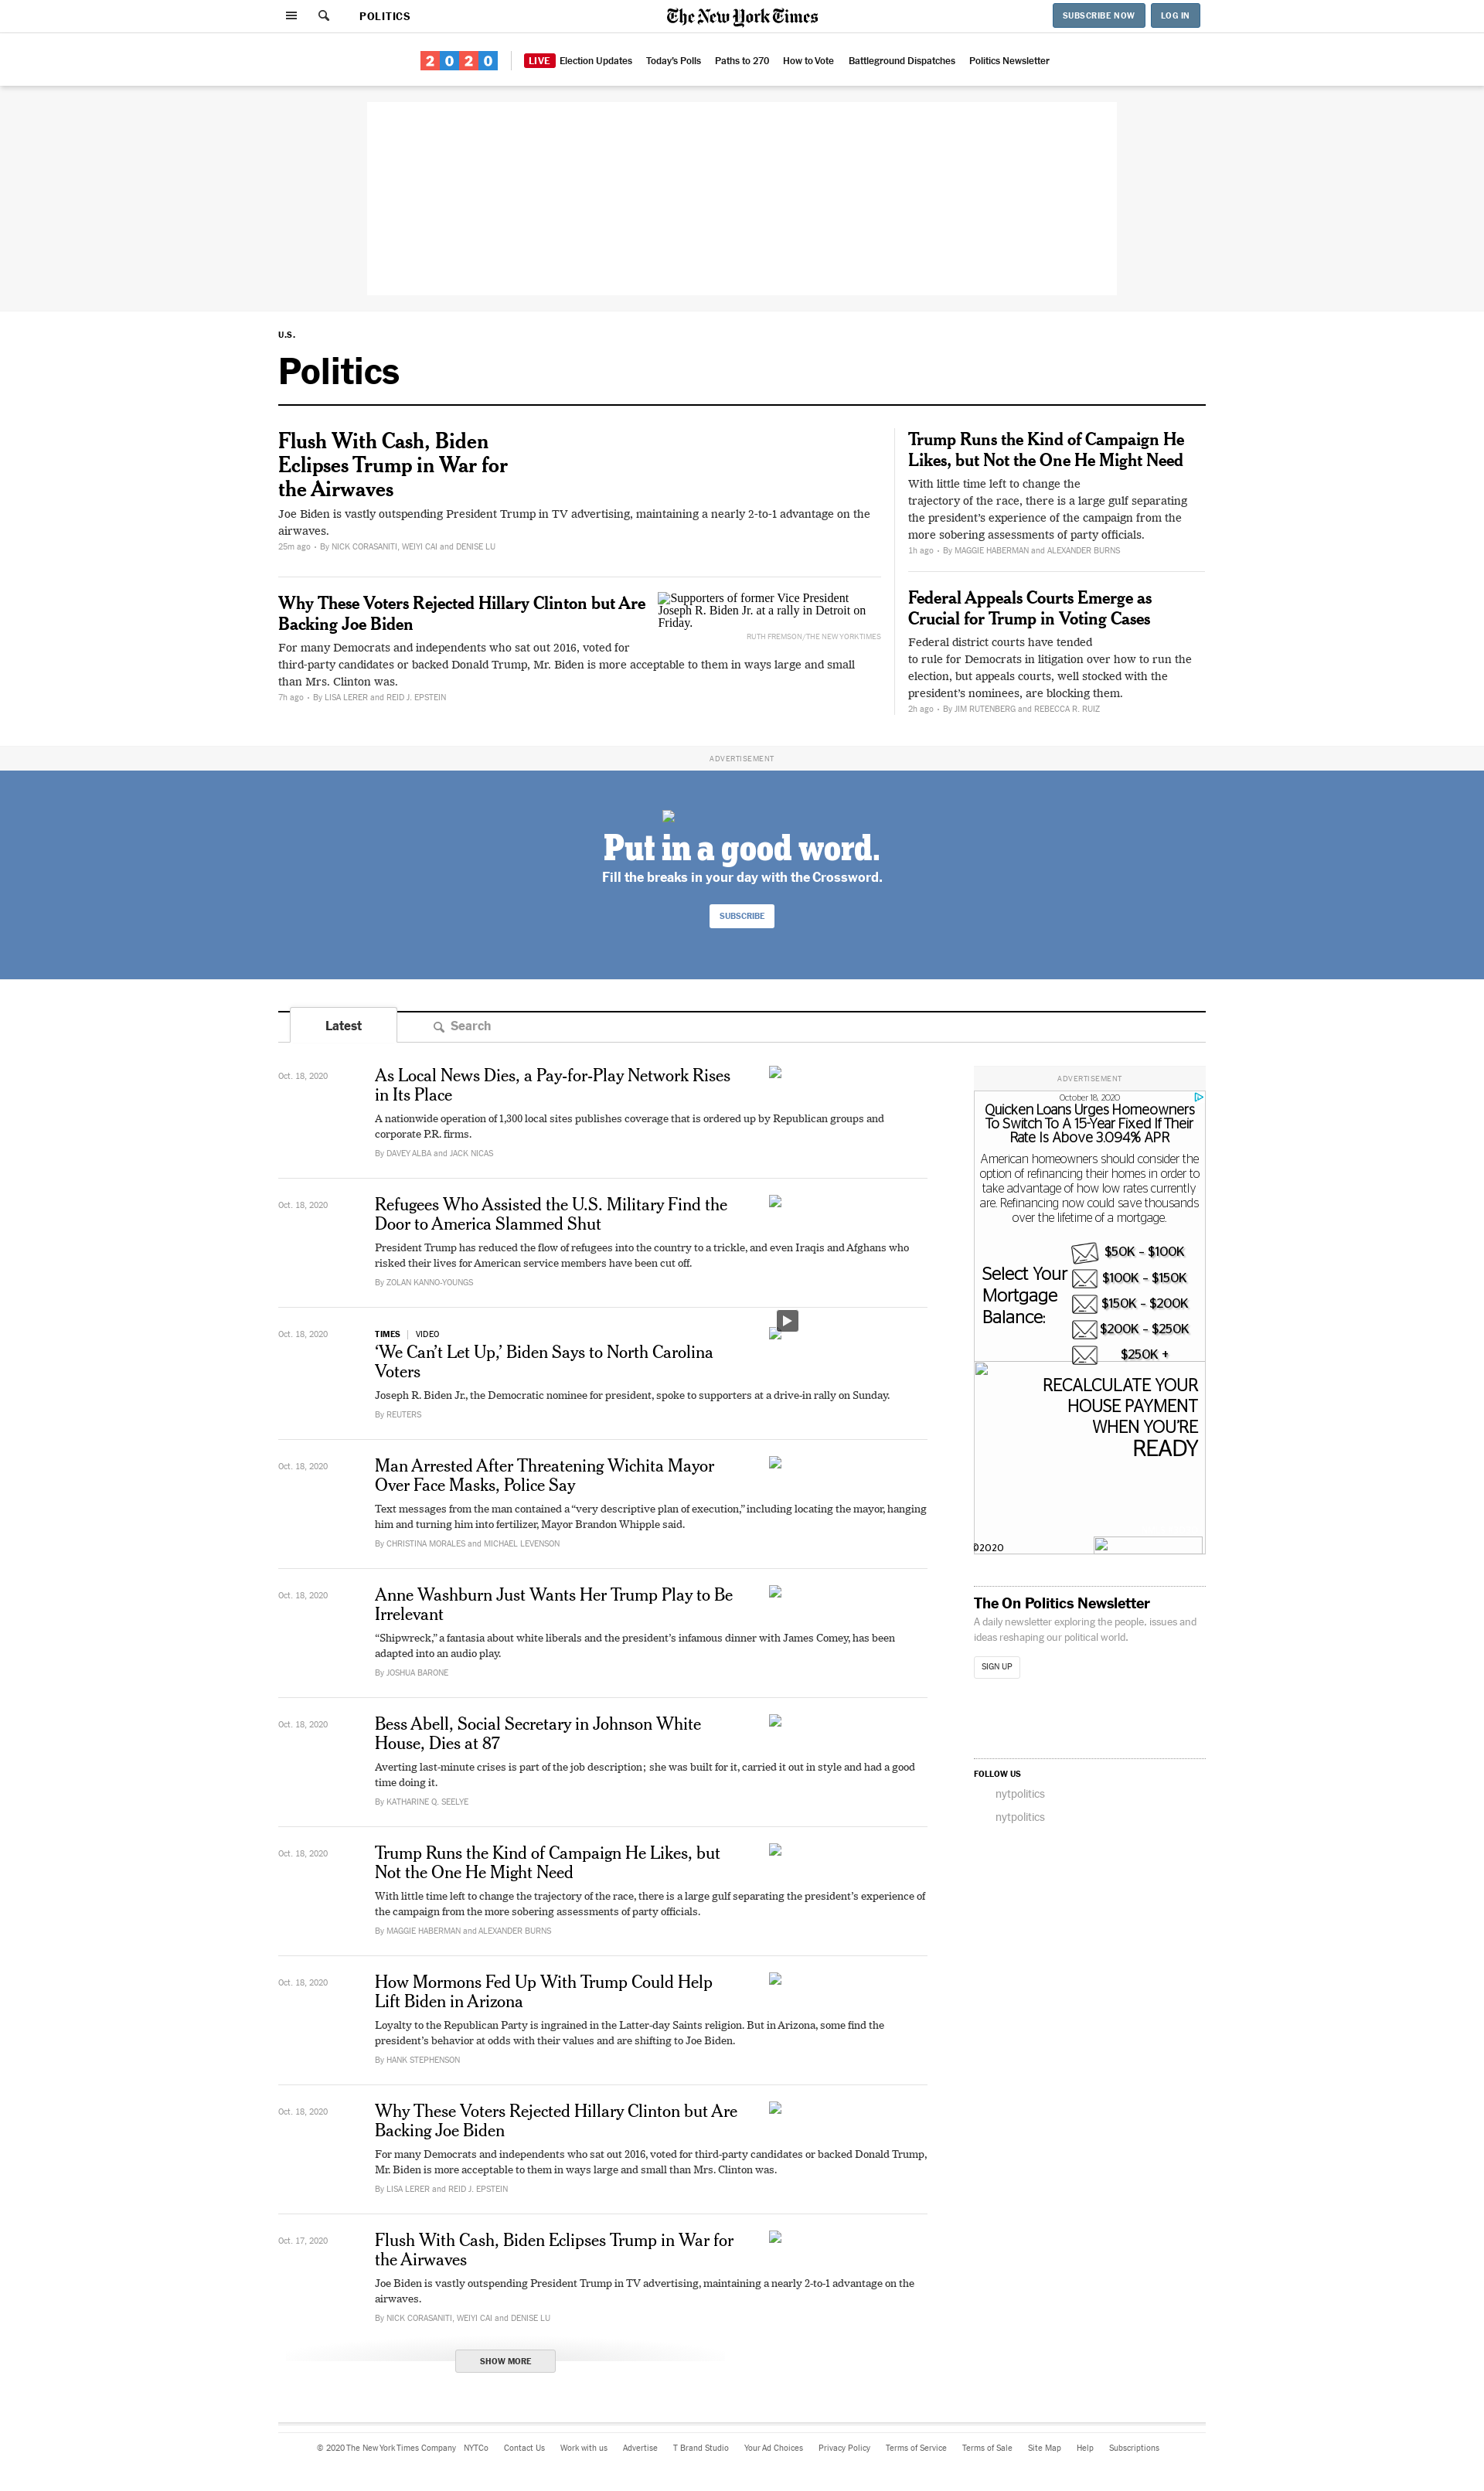 POLITICS
The New York Times
SUBSCRIBE NOW
LOG IN
2020
LIVE Election Updates
Today's Polls
Paths to 270
How to Vote
Battleground Dispatches
Politics Newsletter
U.S.
Politics
Flush With Cash, Biden
Eclipses Trump in War for
the Airwaves
Joe Biden is vastly outspending President Trump in TV advertising, maintaining a nearly 2-to-1 advantage on the
airwaves.
25m ago • By NICK CORASANITI, WEIYI CAI and DENISE LU
Why These Voters Rejected Hillary Clinton but Are
Backing Joe Biden
Supporters of former Vice President
Joseph R. Biden Jr. at a rally in Detroit on
Friday.
RUTH FREMSON/THE NEW YORK TIMES
For many Democrats and independents who sat out 2016, voted for
third-party candidates or backed Donald Trump, Mr. Biden is more acceptable to them in ways large and small
than Mrs. Clinton was.
7h ago • By LISA LERER and REID J. EPSTEIN
Trump Runs the Kind of Campaign He
Likes, but Not the One He Might Need
With little time left to change the
trajectory of the race, there is a large gulf separating
the president's experience of the campaign from the
more sobering assessments of party officials.
1h ago • By MAGGIE HABERMAN and ALEXANDER BURNS
Federal Appeals Courts Emerge as
Crucial for Trump in Voting Cases
Federal district courts have tended
to rule for Democrats in litigation over how to run the
election, but appeals courts, well stocked with the
president's nominees, are blocking them.
2h ago • By JIM RUTENBERG and REBECCA R. RUIZ
ADVERTISEMENT
Put in a good word.
Fill the breaks in your day with the Crossword.
SUBSCRIBE
Latest
Search
Oct. 18, 2020
As Local News Dies, a Pay-for-Play Network Rises
in Its Place
A nationwide operation of 1,300 local sites publishes coverage that is ordered up by Republican groups and
corporate P.R. firms.
By DAVEY ALBA and JACK NICAS
Oct. 18, 2020
Refugees Who Assisted the U.S. Military Find the
Door to America Slammed Shut
President Trump has reduced the flow of refugees into the country to a trickle, and even Iraqis and Afghans who
risked their lives for American service members have been cut off.
By ZOLAN KANNO-YOUNGS
Oct. 18, 2020
TIMES | VIDEO
‘We Can't Let Up,’ Biden Says to North Carolina
Voters
Joseph R. Biden Jr., the Democratic nominee for president, spoke to supporters at a drive-in rally on Sunday.
By REUTERS
Oct. 18, 2020
Man Arrested After Threatening Wichita Mayor
Over Face Masks, Police Say
Text messages from the man contained a “very descriptive plan of execution,” including locating the mayor, hanging
him and turning him into fertilizer, Mayor Brandon Whipple said.
By CHRISTINA MORALES and MICHAEL LEVENSON
Oct. 18, 2020
Anne Washburn Just Wants Her Trump Play to Be
Irrelevant
“Shipwreck,” a fantasia about white liberals and the president's infamous dinner with James Comey, has been
adapted into an audio play.
By JOSHUA BARONE
Oct. 18, 2020
Bess Abell, Social Secretary in Johnson White
House, Dies at 87
Averting last-minute crises is part of the job description; she was built for it, carried it out in style and had a good
time doing it.
By KATHARINE Q. SEELYE
Oct. 18, 2020
Trump Runs the Kind of Campaign He Likes, but
Not the One He Might Need
With little time left to change the trajectory of the race, there is a large gulf separating the president's experience of
the campaign from the more sobering assessments of party officials.
By MAGGIE HABERMAN and ALEXANDER BURNS
Oct. 18, 2020
How Mormons Fed Up With Trump Could Help
Lift Biden in Arizona
Loyalty to the Republican Party is ingrained in the Latter-day Saints religion. But in Arizona, some find the
president's behavior at odds with their values and are shifting to Joe Biden.
By HANK STEPHENSON
Oct. 18, 2020
Why These Voters Rejected Hillary Clinton but Are
Backing Joe Biden
For many Democrats and independents who sat out 2016, voted for third-party candidates or backed Donald Trump,
Mr. Biden is more acceptable to them in ways large and small than Mrs. Clinton was.
By LISA LERER and REID J. EPSTEIN
Oct. 17, 2020
Flush With Cash, Biden Eclipses Trump in War for
the Airwaves
Joe Biden is vastly outspending President Trump in TV advertising, maintaining a nearly 2-to-1 advantage on the
airwaves.
By NICK CORASANITI, WEIYI CAI and DENISE LU
SHOW MORE
ADVERTISEMENT
October 18, 2020
Quicken Loans Urges Homeowners
To Switch To A 15-Year Fixed If Their
Rate Is Above 3.094% APR
American homeowners should consider the
option of refinancing their homes in order to
take advantage of how low rates currently
are. Refinancing now could save thousands
over the lifetime of a mortgage.
Select Your
Mortgage
Balance:
$50K - $100K
$100K - $150K
$150K - $200K
$200K - $250K
$250K +
RECALCULATE YOUR
HOUSE PAYMENT
WHEN YOU'RE
READY
©2020
The On Politics Newsletter
A daily newsletter exploring the people, issues and
ideas reshaping our political world.
SIGN UP
FOLLOW US
nytpolitics
nytpolitics
© 2020 The New York Times Company
NYTCo
Contact Us
Work with us
Advertise
T Brand Studio
Your Ad Choices
Privacy Policy
Terms of Service
Terms of Sale
Site Map
Help
Subscriptions